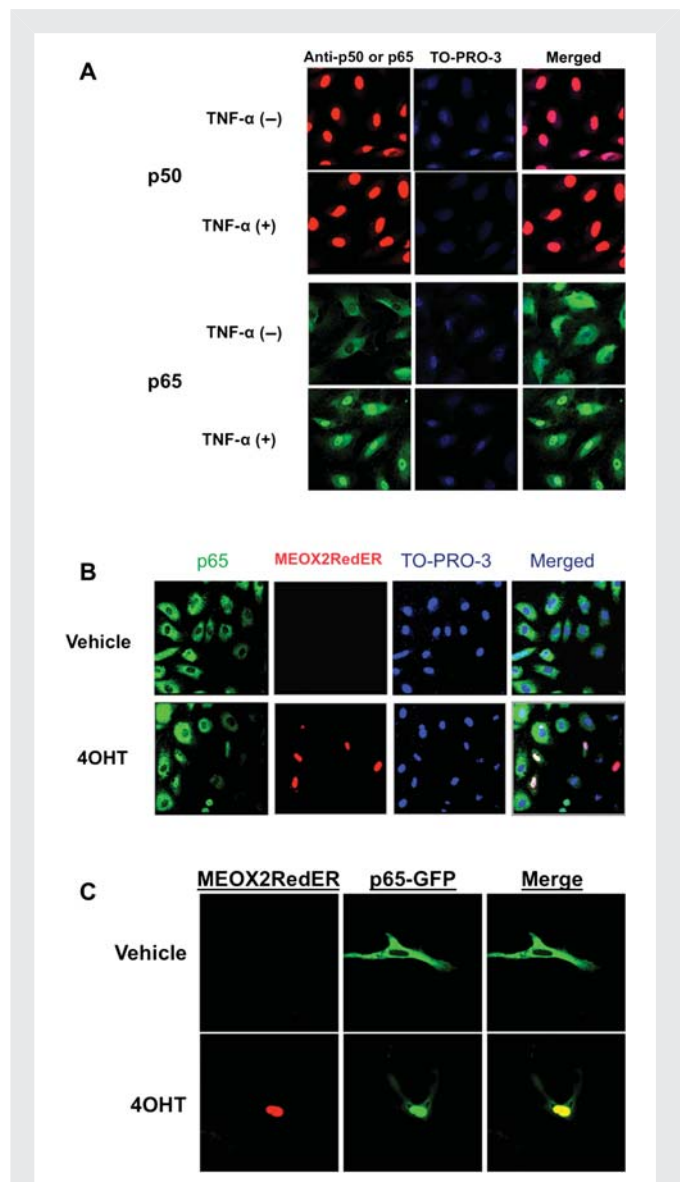 A
Anti-p50 or p65 TO-PRO-3 Merged
TNF-α (–)
p50
TNF-α (+)
TNF-α (–)
p65
TNF-α (+)
B
p65 MEOX2RedER TO-PRO-3 Merged
Vehicle
4OHT
C
MEOX2RedER p65-GFP Merge
Vehicle
4OHT